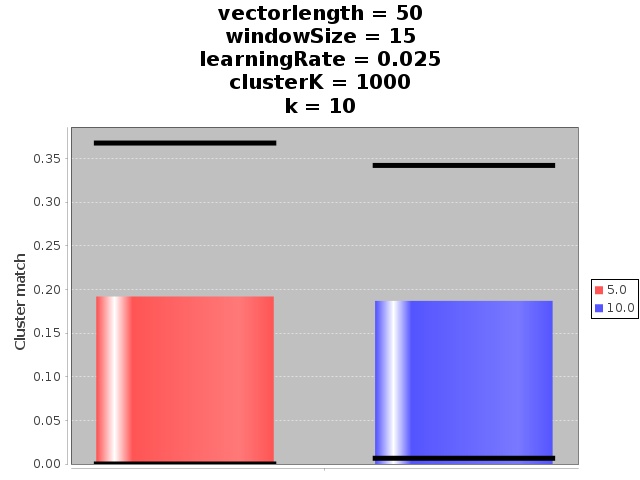 vectorlength = 50
windowSize = 15
learningRate = 0.025
clusterK = 1000
k = 10
Cluster match
0.35
0.30
0.25
0.20
0.15
0.10
0.05
0.00
5.0
10.0